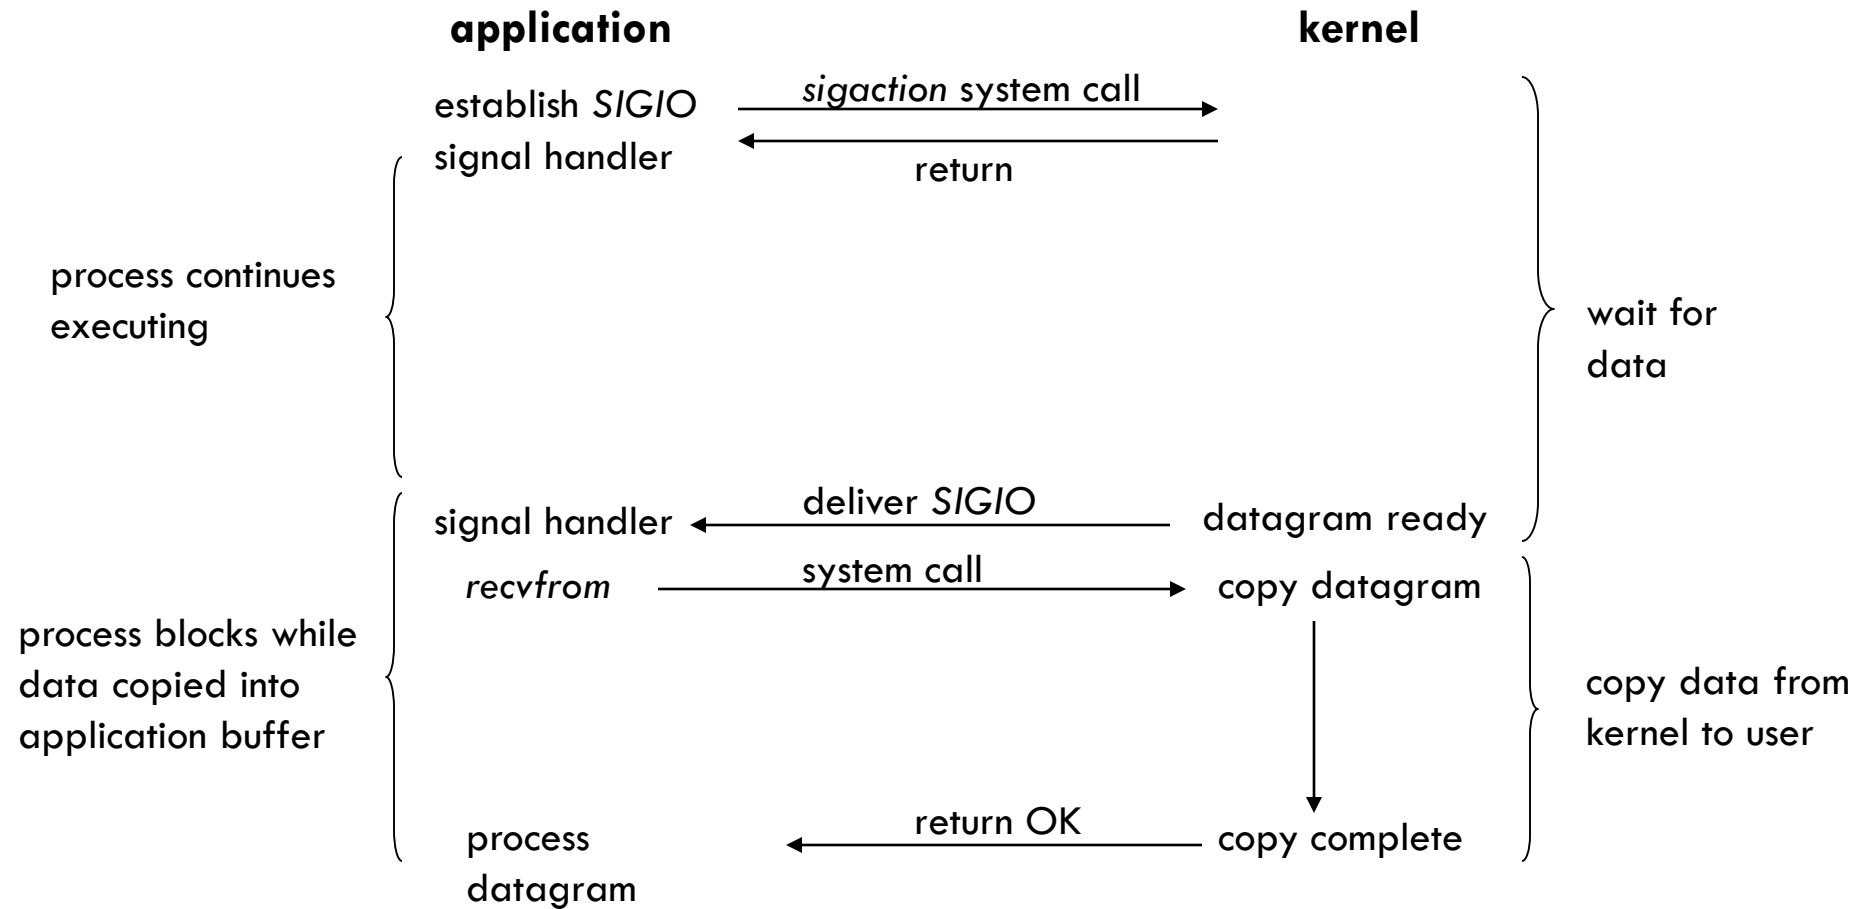 application
kernel
establish SIGIO
signal handler
sigaction system call
return
process continues
executing
wait for
data
signal handler
deliver SIGIO
datagram ready
recvfrom
system call
copy datagram
process blocks while
data copied into
application buffer
copy data from
kernel to user
process
datagram
return OK
copy complete